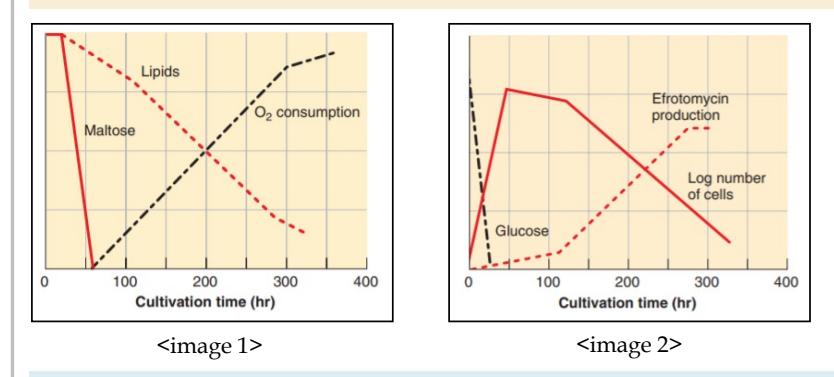 Lipids
O₂ consumption
Maltose
0 100 200 300 400
Cultivation time (hr)
<image 1>
Efrotomycin
production
Log number
of cells
Glucose
0 100 200 300 400
Cultivation time (hr)
<image 2>